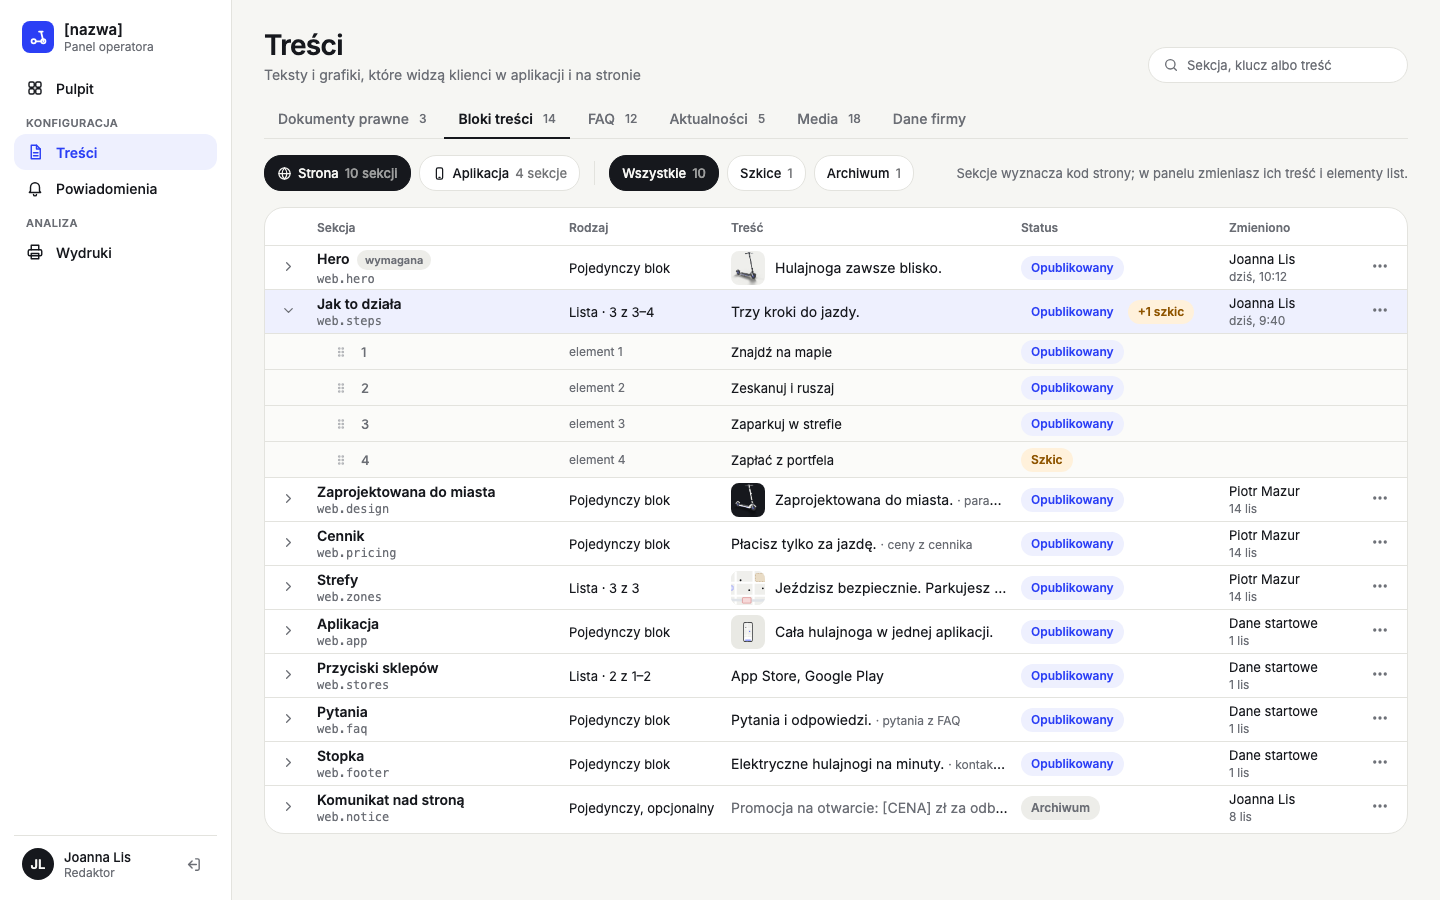 [nazwa]
Panel operatora
Pulpit
KONFIGURACJA
Treści
Powiadomienia
ANALIZA
Wydruki
JL
Joanna Lis
Redaktor
Treści
Teksty i grafiki, które widzą klienci w aplikacji i na stronie
Sekcja, klucz albo treść
Dokumenty prawne 3 Bloki treści 14 FAQ 12 Aktualności 5 Media 18 Dane firmy
Strona 10 sekcji Aplikacja 4 sekcje Wszystkie 10 Szkice 1 Archiwum 1 Sekcje wyznacza kod strony; w panelu zmieniasz ich treść i elementy list.
Sekcja Rodzaj Treść Status Zmieniono
Hero wymagana Pojedynczy blok Hulajnoga zawsze blisko. Opublikowany Joanna Lis
web.hero dziś, 10:12
Jak to działa Lista · 3 z 3–4 Trzy kroki do jazdy. Opublikowany +1 szkic Joanna Lis
web.steps dziś, 9:40
1 element 1 Znajdź na mapie Opublikowany
2 element 2 Zeskanuj i ruszaj Opublikowany
3 element 3 Zaparkuj w strefie Opublikowany
4 element 4 Zapłać z portfela Szkic
Zaprojektowana do miasta Pojedynczy blok Zaprojektowana do miasta. · para... Opublikowany Piotr Mazur
web.design 14 lis
Cennik Pojedynczy blok Płacisz tylko za jazdę. · ceny z cennika Opublikowany Piotr Mazur
web.pricing 14 lis
Strefy Lista · 3 z 3 Jeździsz bezpiecznie. Parkujesz ... Opublikowany Piotr Mazur
web.zones 14 lis
Aplikacja Pojedynczy blok Cała hulajnoga w jednej aplikacji. Opublikowany Dane startowe
web.app 1 lis
Przyciski sklepów Lista · 2 z 1–2 App Store, Google Play Opublikowany Dane startowe
web.stores 1 lis
Pytania Pojedynczy blok Pytania i odpowiedzi. · pytania z FAQ Opublikowany Dane startowe
web.faq 1 lis
Stopka Pojedynczy blok Elektryczne hulajnogi na minuty. · kontak... Opublikowany Dane startowe
web.footer 1 lis
Komunikat nad stroną Pojedynczy, opcjonalny Promocja na otwarcie: [CENA] zł za odb... Archiwum Joanna Lis
web.notice 8 lis